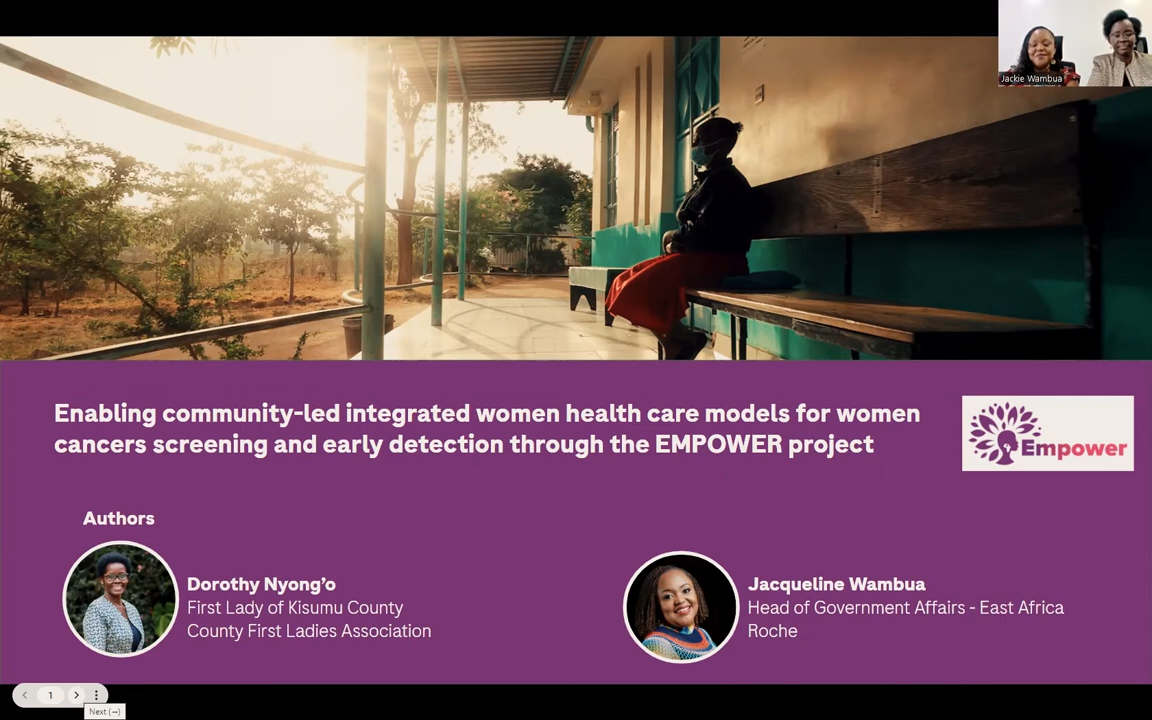 Jackie Wambua
Enabling community-led integrated women health care models for women
cancers screening and early detection through the EMPOWER project
Empower
Authors
Dorothy Nyong’o
First Lady of Kisumu County
County First Ladies Association
Jacqueline Wambua
Head of Government Affairs - East Africa
Roche
1
Next (→)